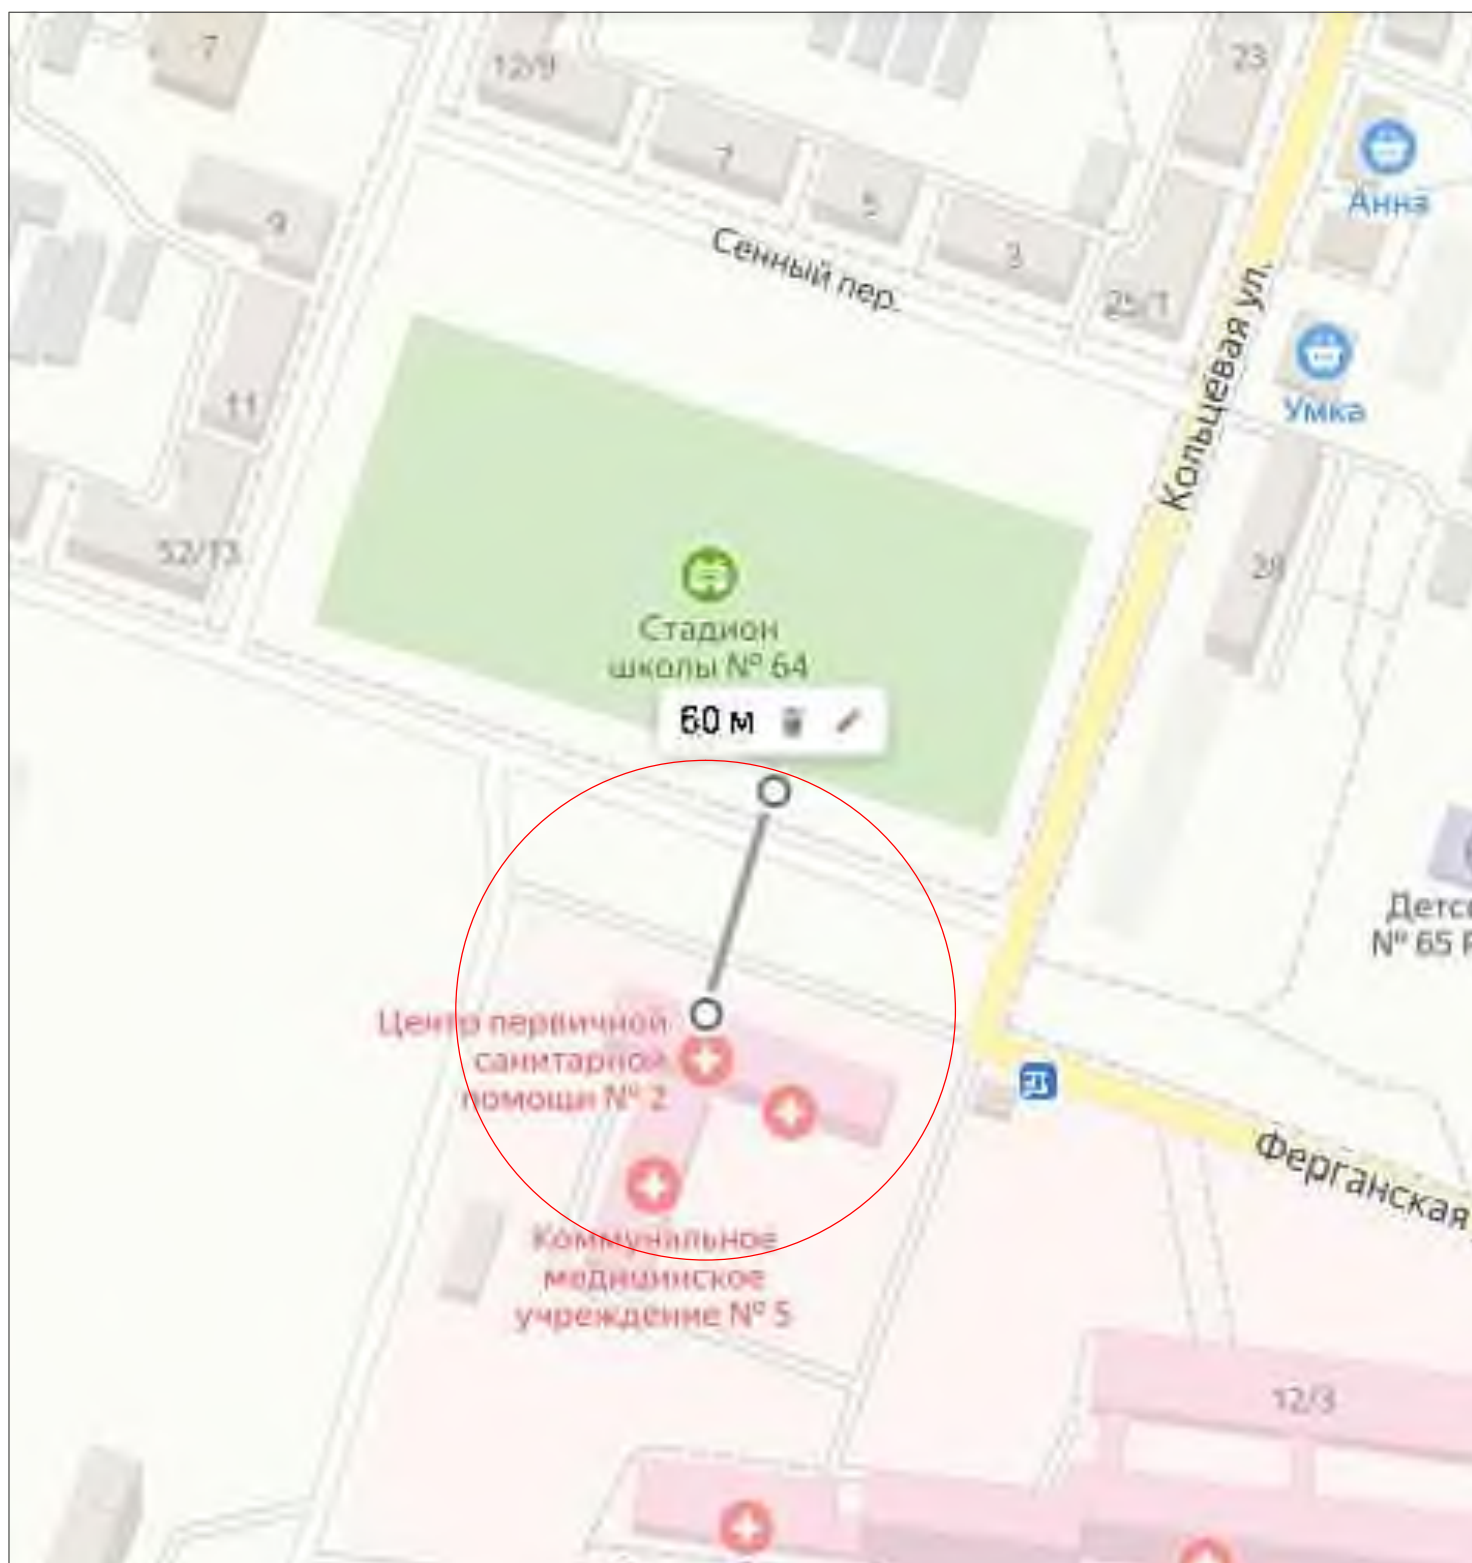 7
12/9
23
7
Анна
9
5
3
Сенный пер.
25/1
Кольцевая ул.
Умка
11
52/13
28
Стадион
школы № 64
60 м
Детс
№ 65
Центр первичной
санитарной
помощи № 2
Ферганская
Коммунальное
медицинское
учреждение № 5
12/3